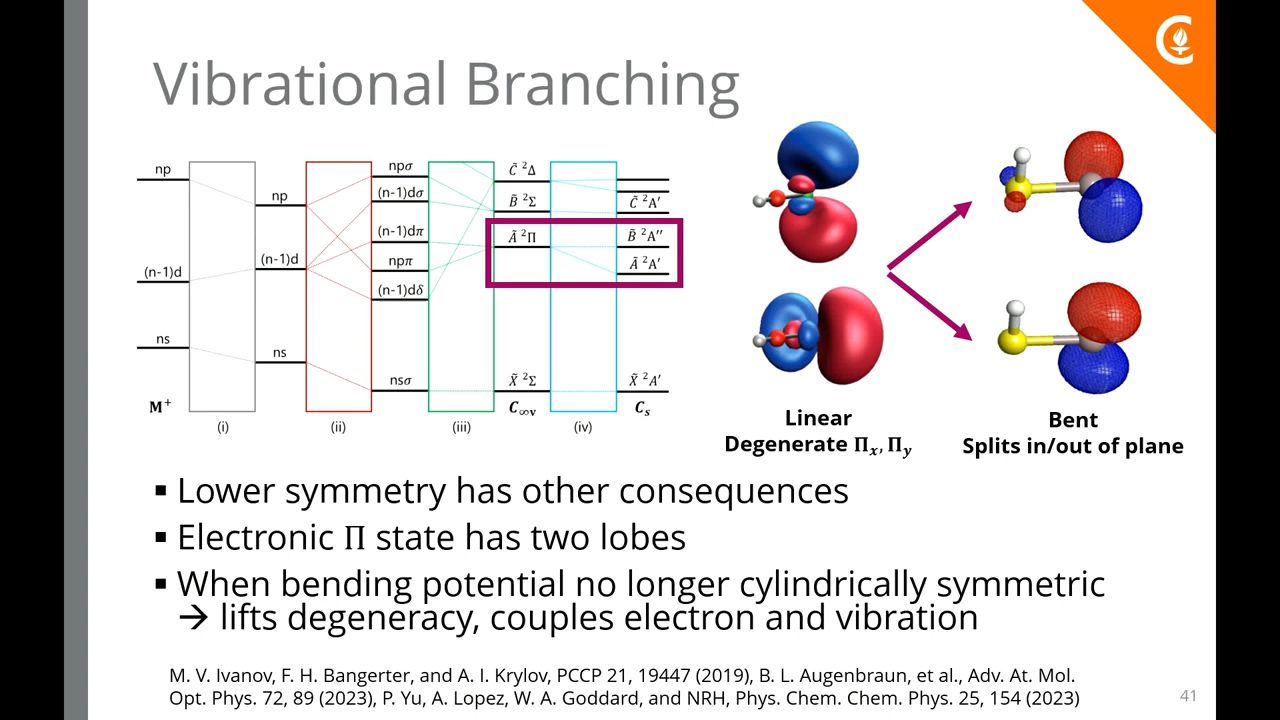 Vibrational Branching
np
(n-1)d
ns
M⁺
(i)
np
(n-1)d
ns
(ii)
npσ
(n-1)dσ
(n-1)dπ
npπ
(n-1)dδ
nsσ
(iii)
C̃ ²Δ
B̃ ²Σ
Ã ²Π
X̃ ²Σ
C∞v
(iv)
C̃ ²A′
B̃ ²A′′
Ã ²A′
X̃ ²A′
Cₛ
Linear
Degenerate Πₓ, Π_y
Bent
Splits in/out of plane
▪ Lower symmetry has other consequences
▪ Electronic Π state has two lobes
▪ When bending potential no longer cylindrically symmetric
→ lifts degeneracy, couples electron and vibration
M. V. Ivanov, F. H. Bangerter, and A. I. Krylov, PCCP 21, 19447 (2019), B. L. Augenbraun, et al., Adv. At. Mol.
Opt. Phys. 72, 89 (2023), P. Yu, A. Lopez, W. A. Goddard, and NRH, Phys. Chem. Chem. Phys. 25, 154 (2023)
41